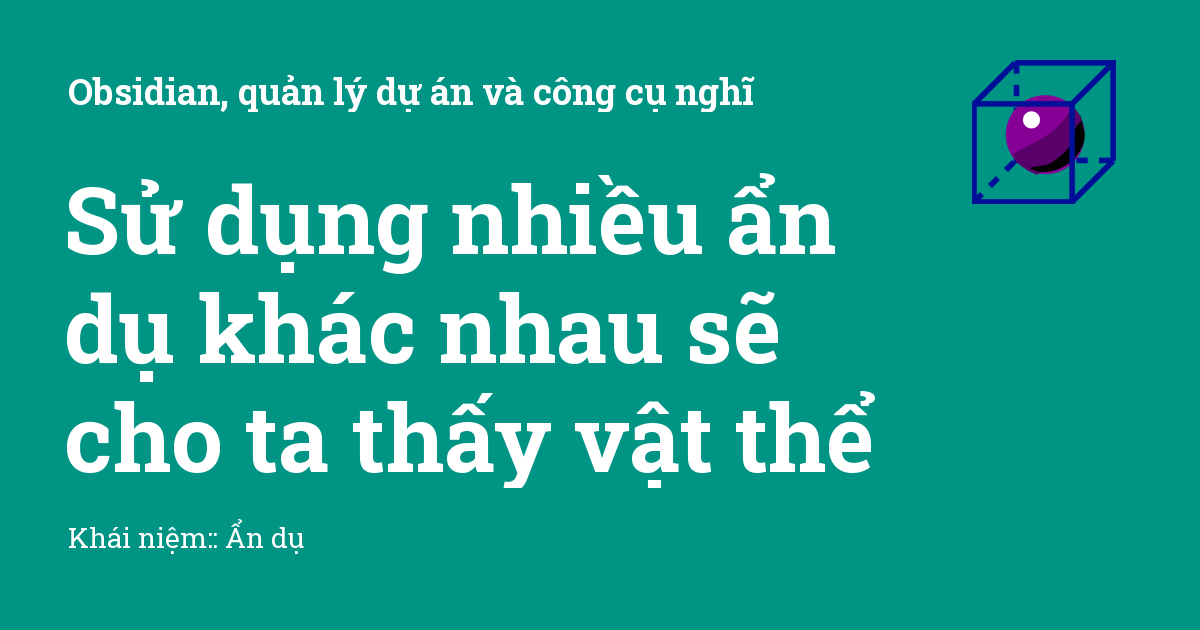 Obsidian, quản lý dự án và công cụ nghĩ
Sử dụng nhiều ẩn
dụ khác nhau sẽ
cho ta thấy vật thể
Khái niệm:: Ẩn dụ